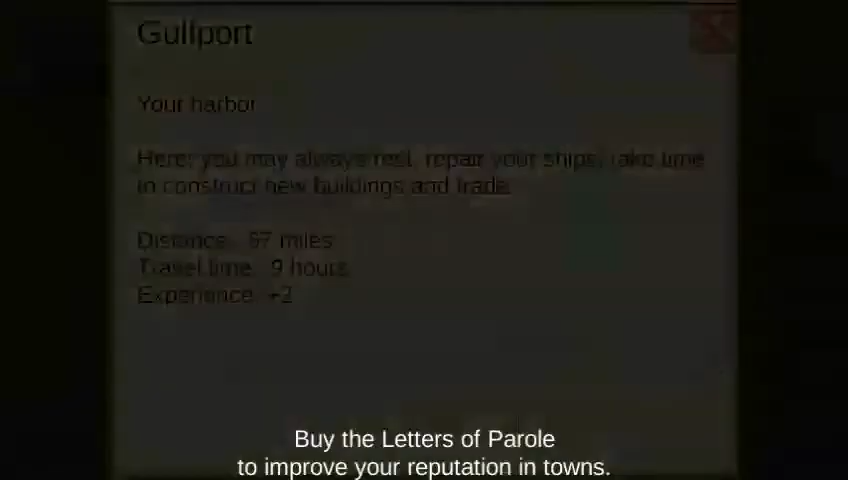 Gullport
Your harbor
Here, you may always rest, repair your ships, take time
to construct new buildings and trade.
Distance: 67 miles
Travel time: 9 hours
Experience: +2
Buy the Letters of Parole
to improve your reputation in towns.